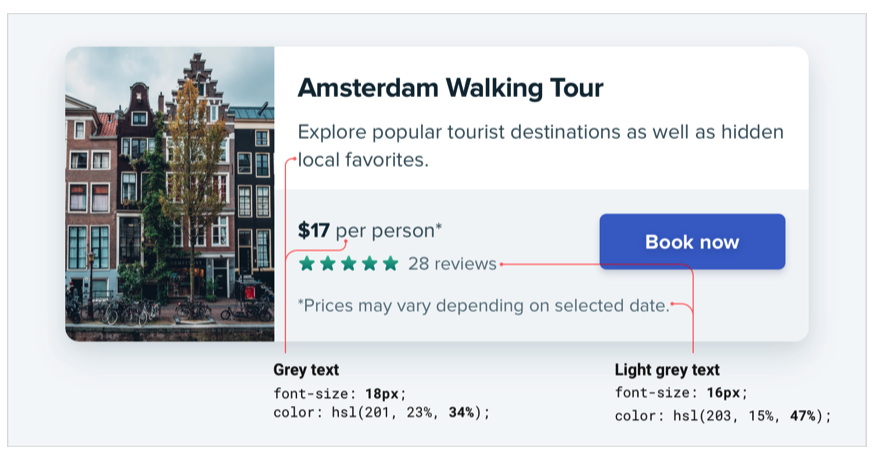 Amsterdam Walking Tour
Explore popular tourist destinations as well as hidden
local favorites.
$17 per person*
Book now
28 reviews
*Prices may vary depending on selected date.
Grey text
font-size: 18px;
color: hsl(201, 23%, 34%);
Light grey text
font-size: 16px;
color: hsl(203, 15%, 47%);